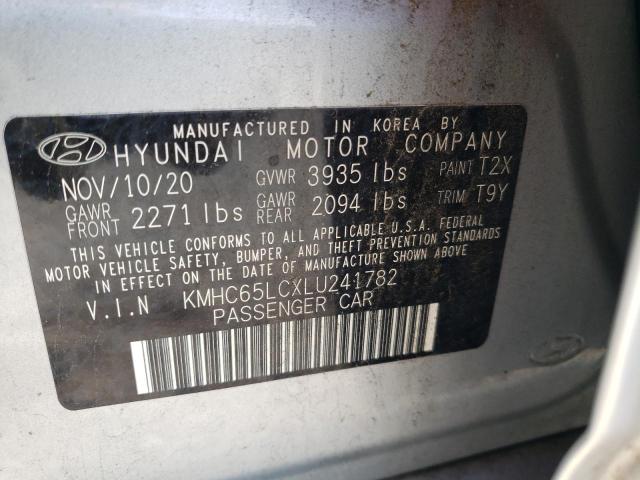 MANUFACTURED IN KOREA BY
HYUNDAI MOTOR COMPANY
NOV/10/20 GVWR 3935 lbs PAINT T2X
GAWR FRONT 2271 lbs GAWR REAR 2094 lbs TRIM T9Y
THIS VEHICLE CONFORMS TO ALL APPLICABLE U.S.A. FEDERAL
MOTOR VEHICLE SAFETY, BUMPER, AND THEFT PREVENTION STANDARDS
IN EFFECT ON THE DATE OF MANUFACTURE SHOWN ABOVE
V.I.N KMHC65LCXLU241782
PASSENGER CAR